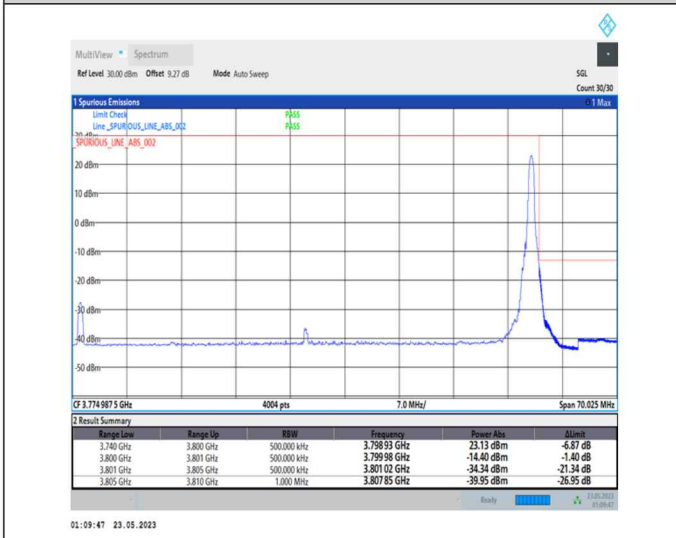 MultiView Spectrum
Ref Level 30.00 dBm Offset 9.27 dB Mode Auto Sweep SGL
Count 30/30
1 Spurious Emissions 1 Max
Limit Check PASS
Line _SPURIOUS_LINE_ABS_002 PASS
_SPURIOUS_LINE_ABS_002
20 dBm
10 dBm
0 dBm
-10 dBm
-20 dBm
-30 dBm
-40 dBm
-50 dBm
CF 3.774 987 5 GHz 4004 pts 7.0 MHz/ Span 70.025 MHz
2 Result Summary
Range Low Range Up RBW Frequency Power Abs ΔLimit
3.740 GHz 3.800 GHz 500.000 kHz 3.798 93 GHz 23.13 dBm -6.87 dB
3.800 GHz 3.801 GHz 500.000 kHz 3.799 98 GHz -14.40 dBm -1.40 dB
3.801 GHz 3.805 GHz 500.000 kHz 3.801 02 GHz -34.34 dBm -21.34 dB
3.805 GHz 3.810 GHz 1.000 MHz 3.807 85 GHz -39.95 dBm -26.95 dB
Ready 23.05.2023
01:09:47
01:09:47 23.05.2023